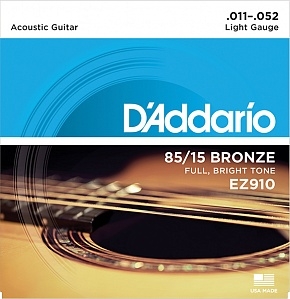 Acoustic Guitar
.011–.052
Light Gauge
D'Addario
85/15 BRONZE
FULL, BRIGHT TONE
EZ910
USA MADE